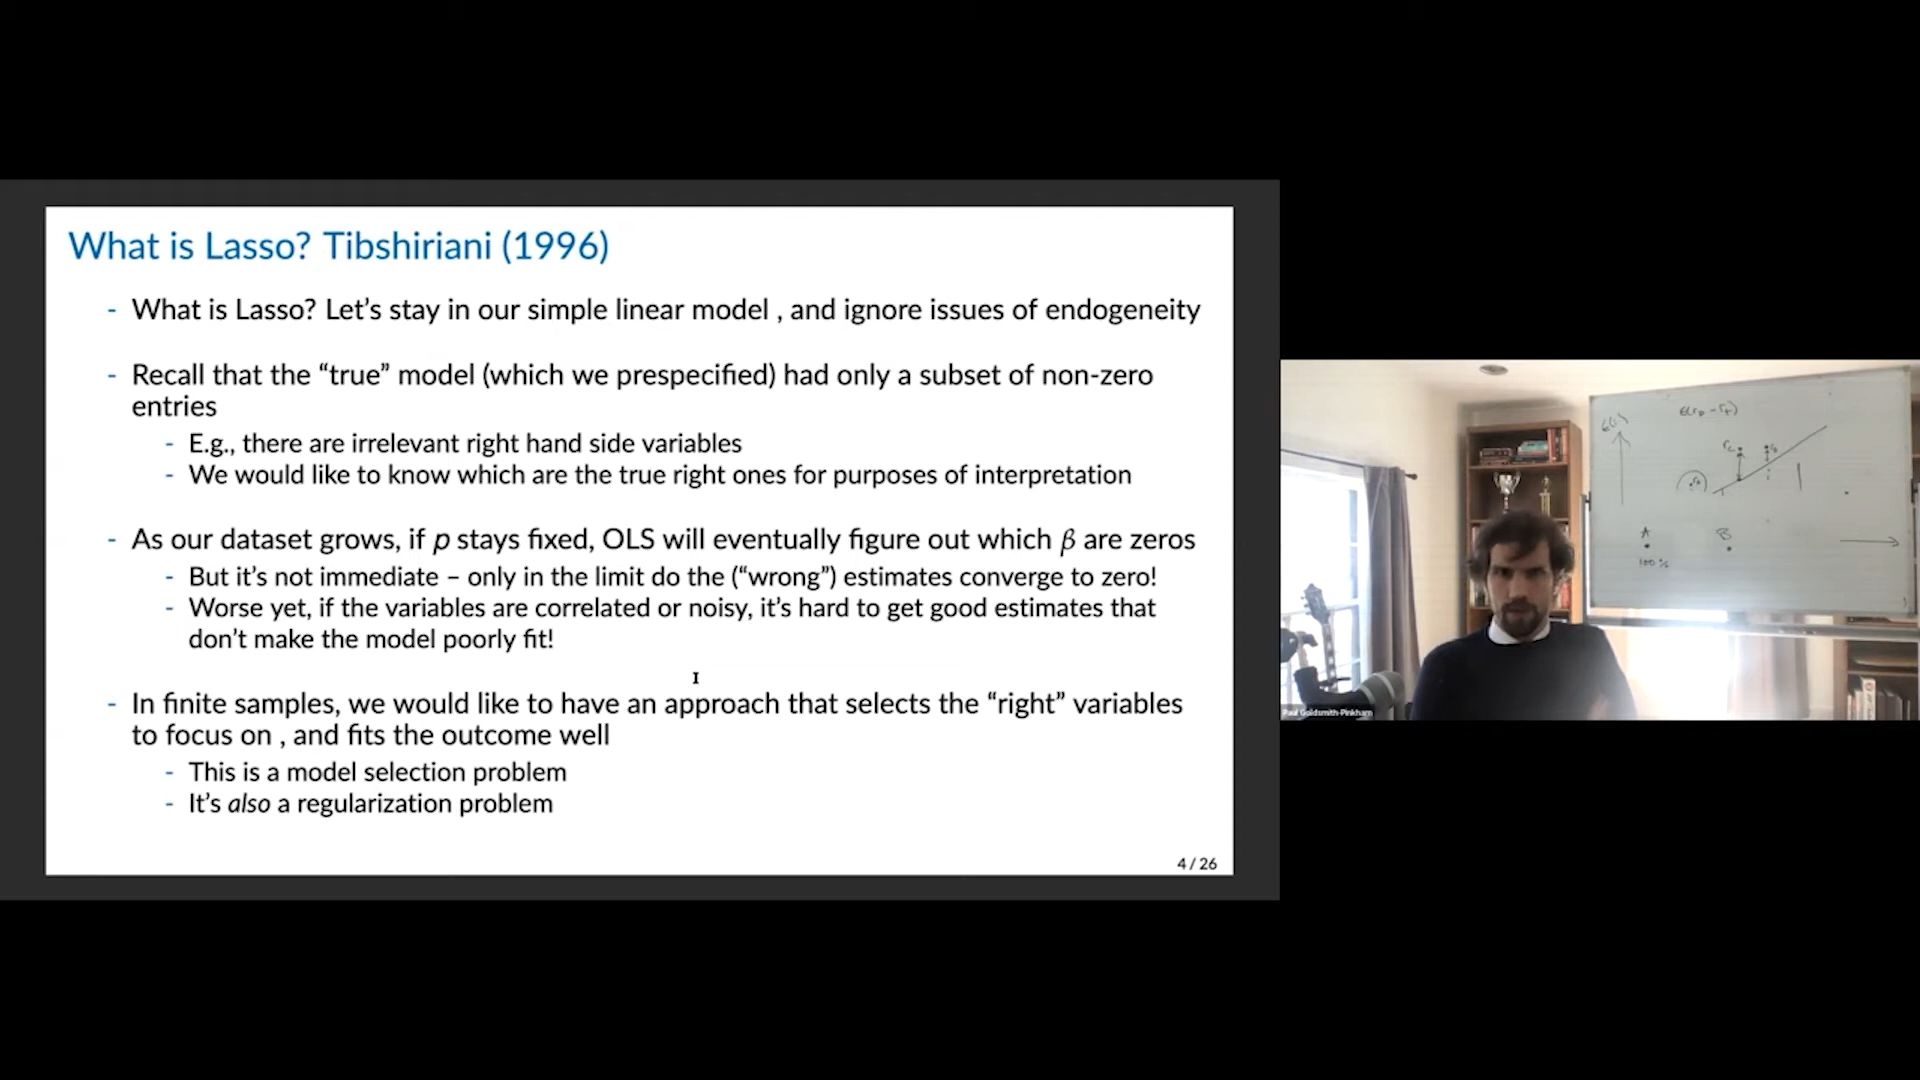 What is Lasso? Tibshiriani (1996)
- What is Lasso? Let's stay in our simple linear model , and ignore issues of endogeneity
- Recall that the “true” model (which we prespecified) had only a subset of non-zero
entries
- E.g., there are irrelevant right hand side variables
- We would like to know which are the true right ones for purposes of interpretation
- As our dataset grows, if p stays fixed, OLS will eventually figure out which β are zeros
- But it's not immediate – only in the limit do the (“wrong”) estimates converge to zero!
- Worse yet, if the variables are correlated or noisy, it's hard to get good estimates that
don't make the model poorly fit!
- In finite samples, we would like to have an approach that selects the “right” variables
to focus on , and fits the outcome well
- This is a model selection problem
- It's also a regularization problem
4 / 26
A
B
100 %
Paul Goldsmith-Pinkham